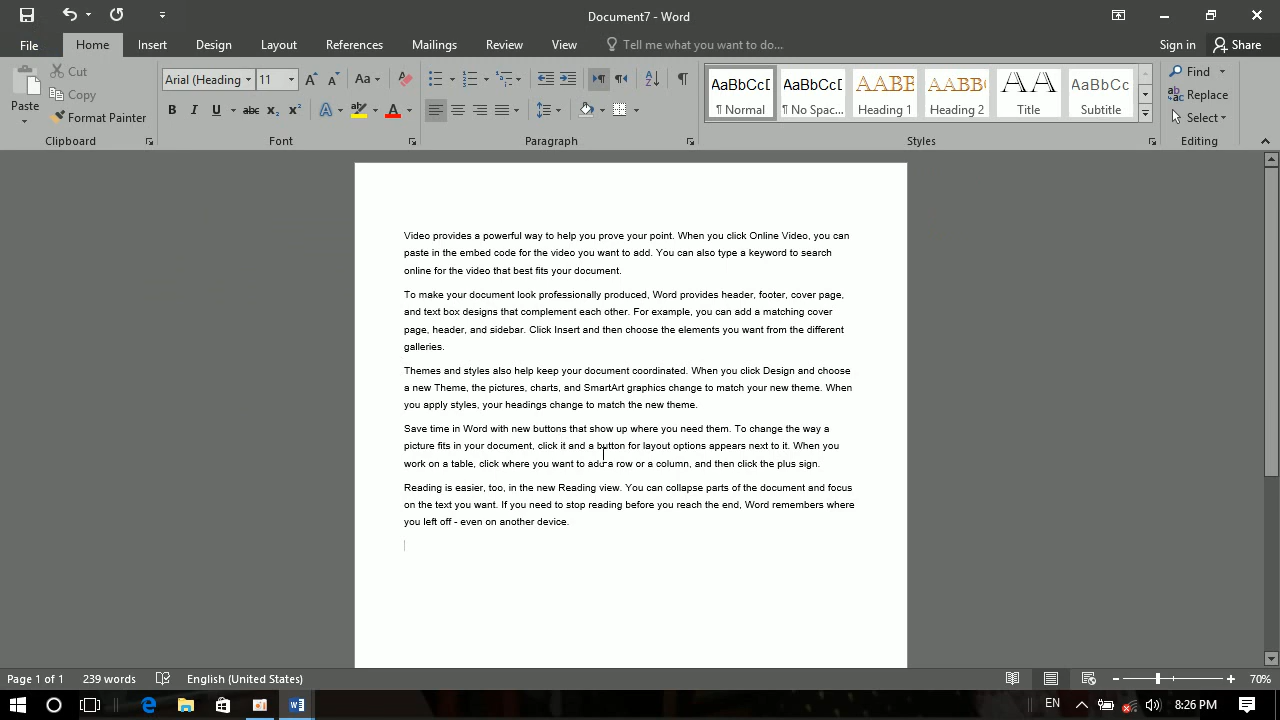 Document7 - Word
File Home Insert Design Layout References Mailings Review View Tell me what you want to do... Sign in Share
Paste Cut Copy Format Painter
Arial (Heading 11 Aa
B I U abc x₂ x² A ab A
AaBbCc[ AaBbCc[ AABB AABB( AA AaBbCc
¶ Normal ¶ No Spac... Heading 1 Heading 2 Title Subtitle
Find Replace Select
Clipboard Font Paragraph Styles Editing
Video provides a powerful way to help you prove your point. When you click Online Video, you can
paste in the embed code for the video you want to add. You can also type a keyword to search
online for the video that best fits your document.
To make your document look professionally produced, Word provides header, footer, cover page,
and text box designs that complement each other. For example, you can add a matching cover
page, header, and sidebar. Click Insert and then choose the elements you want from the different
galleries.
Themes and styles also help keep your document coordinated. When you click Design and choose
a new Theme, the pictures, charts, and SmartArt graphics change to match your new theme. When
you apply styles, your headings change to match the new theme.
Save time in Word with new buttons that show up where you need them. To change the way a
picture fits in your document, click it and a button for layout options appears next to it. When you
work on a table, click where you want to add a row or a column, and then click the plus sign.
Reading is easier, too, in the new Reading view. You can collapse parts of the document and focus
on the text you want. If you need to stop reading before you reach the end, Word remembers where
you left off - even on another device.
Page 1 of 1 239 words English (United States) 70%
EN 8:26 PM